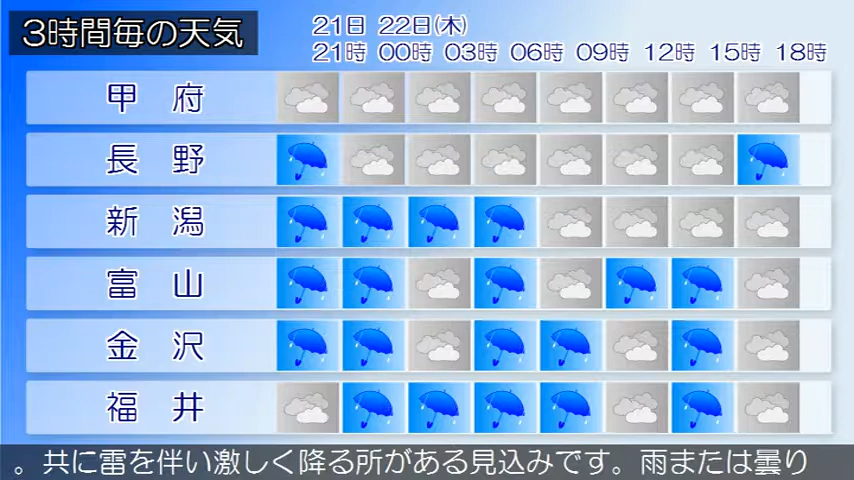 3時間毎の天気
21日 22日(木)
21時 00時 03時 06時 09時 12時 15時 18時
甲 府
長 野
新 潟
富 山
金 沢
福 井
。共に雷を伴い激しく降る所がある見込みです。雨または曇り